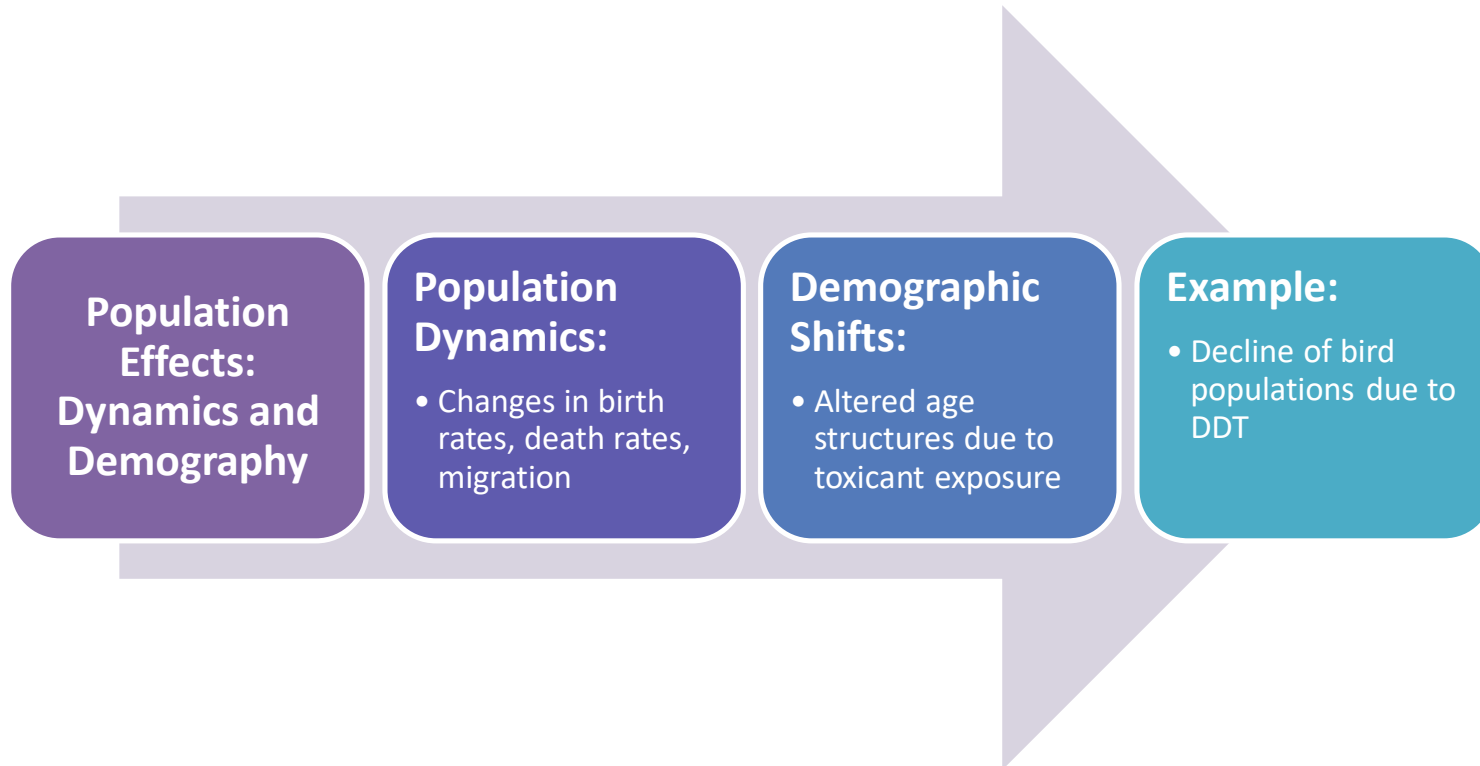 Population
Effects:
Dynamics and
Demography
Population
Dynamics:
• Changes in birth
rates, death rates,
migration
Demographic
Shifts:
• Altered age
structures due to
toxicant exposure
Example:
• Decline of bird
populations due to
DDT